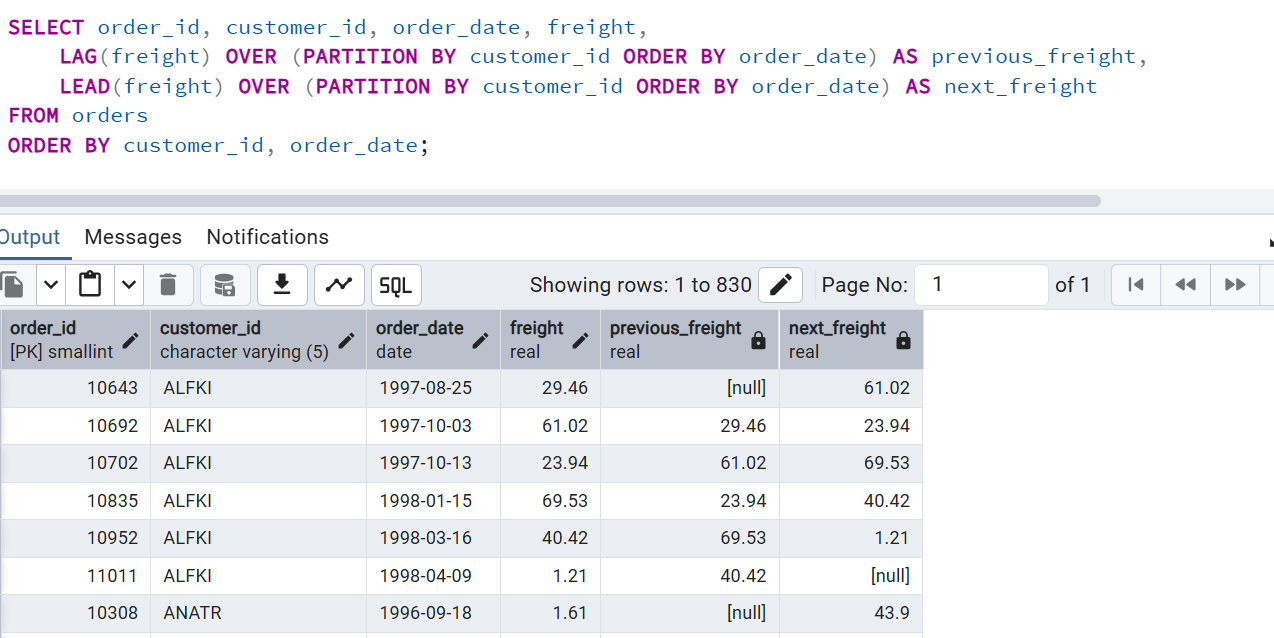 SELECT order_id, customer_id, order_date, freight,
    LAG(freight) OVER (PARTITION BY customer_id ORDER BY order_date) AS previous_freight,
    LEAD(freight) OVER (PARTITION BY customer_id ORDER BY order_date) AS next_freight
FROM orders
ORDER BY customer_id, order_date;
Output Messages Notifications
SQL Showing rows: 1 to 830 Page No: 1 of 1
order_id customer_id order_date freight previous_freight next_freight
[PK] smallint character varying (5) date real real real
10643 ALFKI 1997-08-25 29.46 [null] 61.02
10692 ALFKI 1997-10-03 61.02 29.46 23.94
10702 ALFKI 1997-10-13 23.94 61.02 69.53
10835 ALFKI 1998-01-15 69.53 23.94 40.42
10952 ALFKI 1998-03-16 40.42 69.53 1.21
11011 ALFKI 1998-04-09 1.21 40.42 [null]
10308 ANATR 1996-09-18 1.61 [null] 43.9